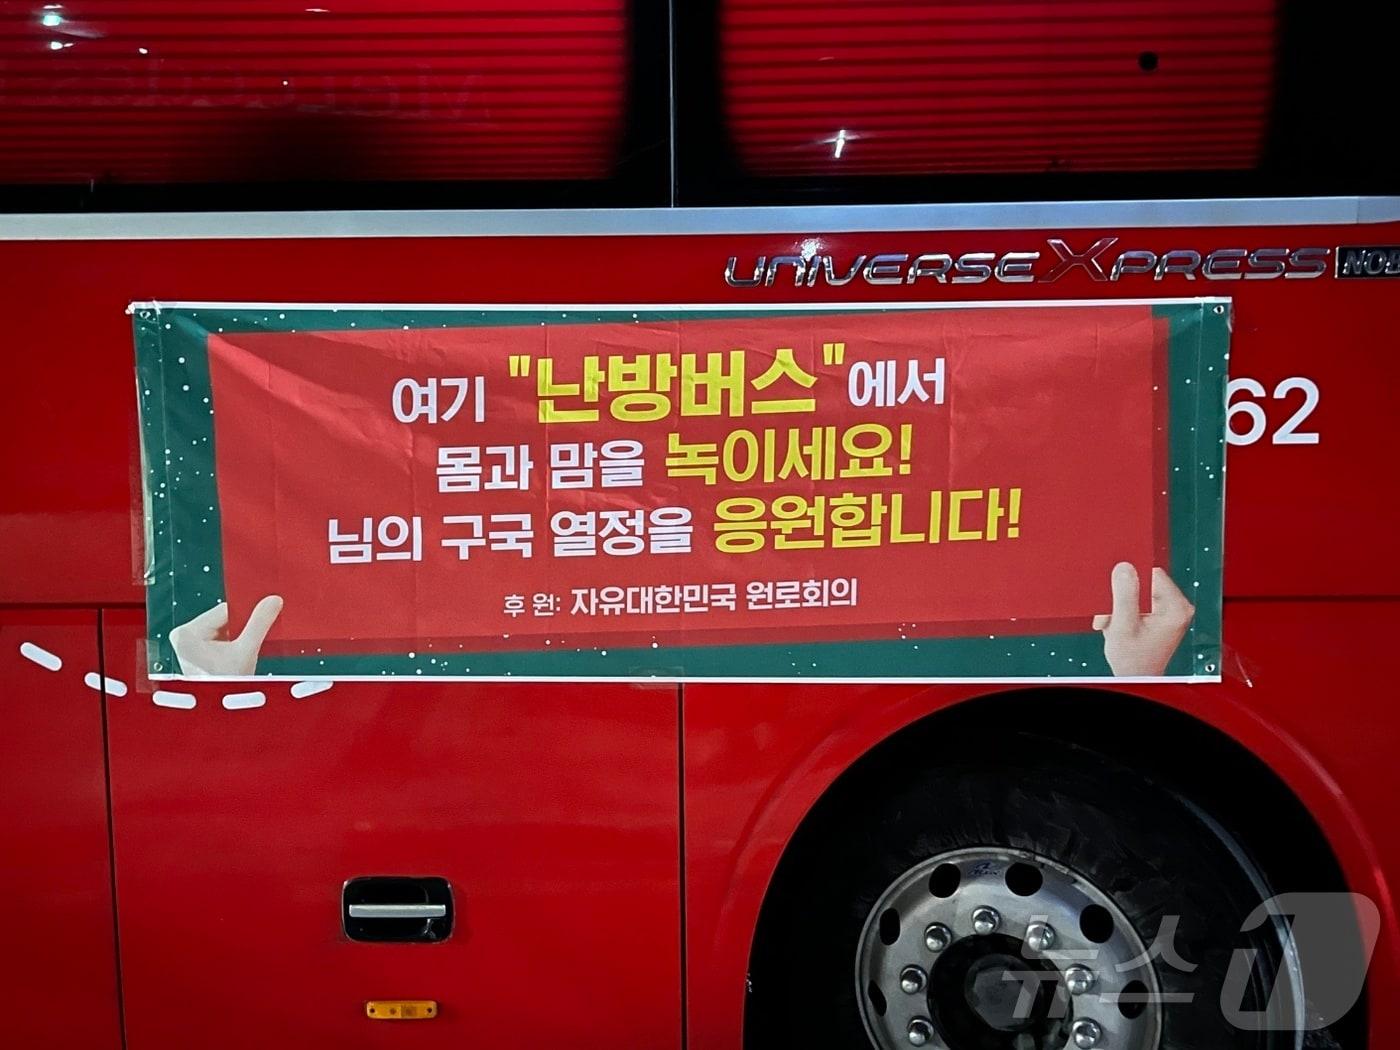 UNIVERSE XPRESS
여기 "난방버스"에서
몸과 맘을 녹이세요!
님의 구국 열정을 응원합니다!
후 원: 자유대한민국 원로회의
62
뉴스1